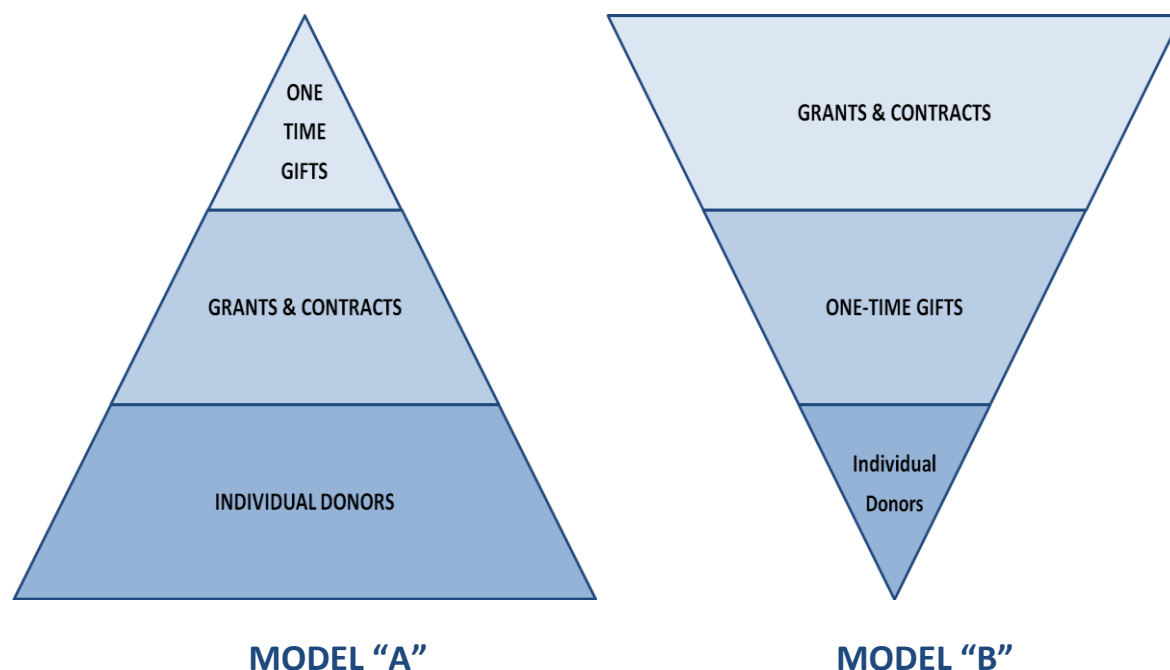 ONE
TIME
GIFTS
GRANTS & CONTRACTS
INDIVIDUAL DONORS
MODEL “A”
GRANTS & CONTRACTS
ONE-TIME GIFTS
Individual
Donors
MODEL “B”